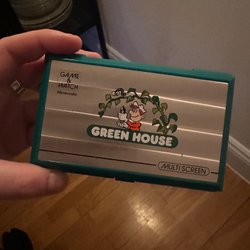 GAME &
WATCH
Nintendo
GREEN HOUSE
MULTI SCREEN